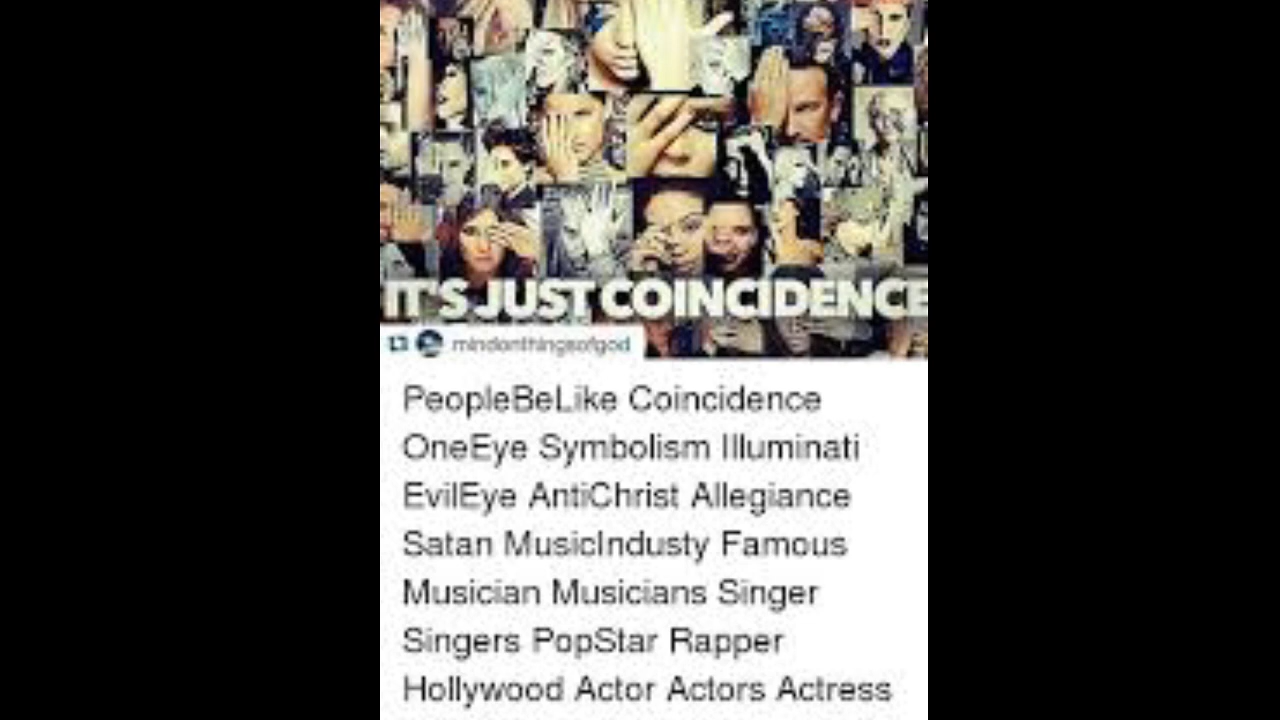 IT'S JUST COINCIDENCE
mindonthingsofgod
PeopleBeLike Coincidence
OneEye Symbolism Illuminati
EvilEye AntiChrist Allegiance
Satan MusicIndusty Famous
Musician Musicians Singer
Singers PopStar Rapper
Hollywood Actor Actors Actress